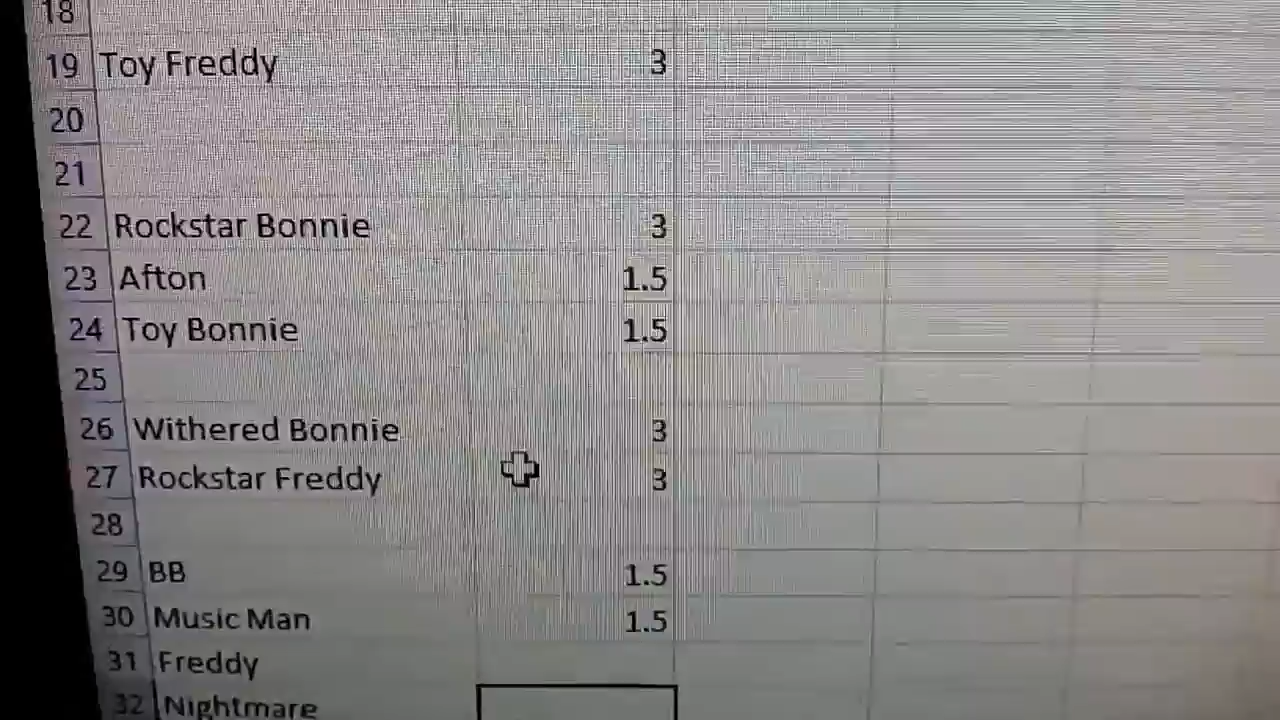 18
19 Toy Freddy 3
20
21
22 Rockstar Bonnie 3
23 Afton 1.5
24 Toy Bonnie 1.5
25
26 Withered Bonnie 3
27 Rockstar Freddy 3
28
29 BB 1.5
30 Music Man 1.5
31 Freddy
32 Nightmare